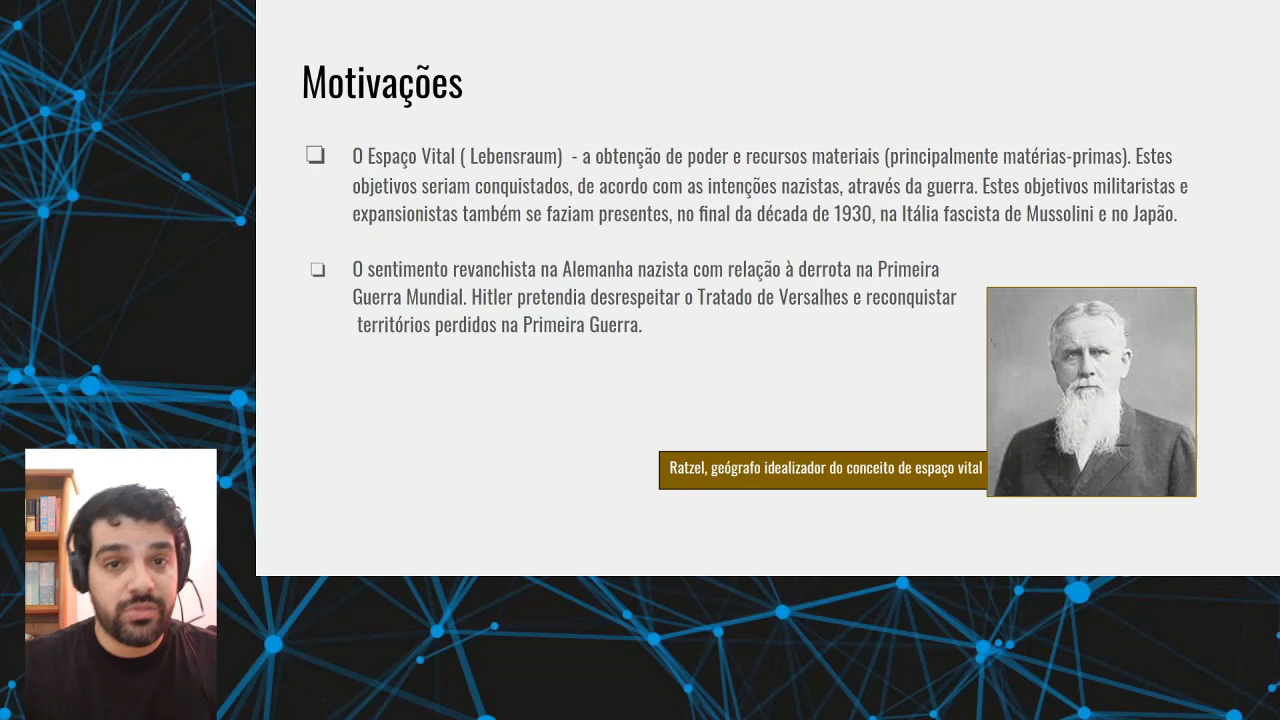 Motivações
O Espaço Vital ( Lebensraum)  - a obtenção de poder e recursos materiais (principalmente matérias-primas). Estes
objetivos seriam conquistados, de acordo com as intenções nazistas, através da guerra. Estes objetivos militaristas e
expansionistas também se faziam presentes, no final da década de 1930, na Itália fascista de Mussolini e no Japão.
O sentimento revanchista na Alemanha nazista com relação à derrota na Primeira
Guerra Mundial. Hitler pretendia desrespeitar o Tratado de Versalhes e reconquistar
territórios perdidos na Primeira Guerra.
Ratzel, geógrafo idealizador do conceito de espaço vital